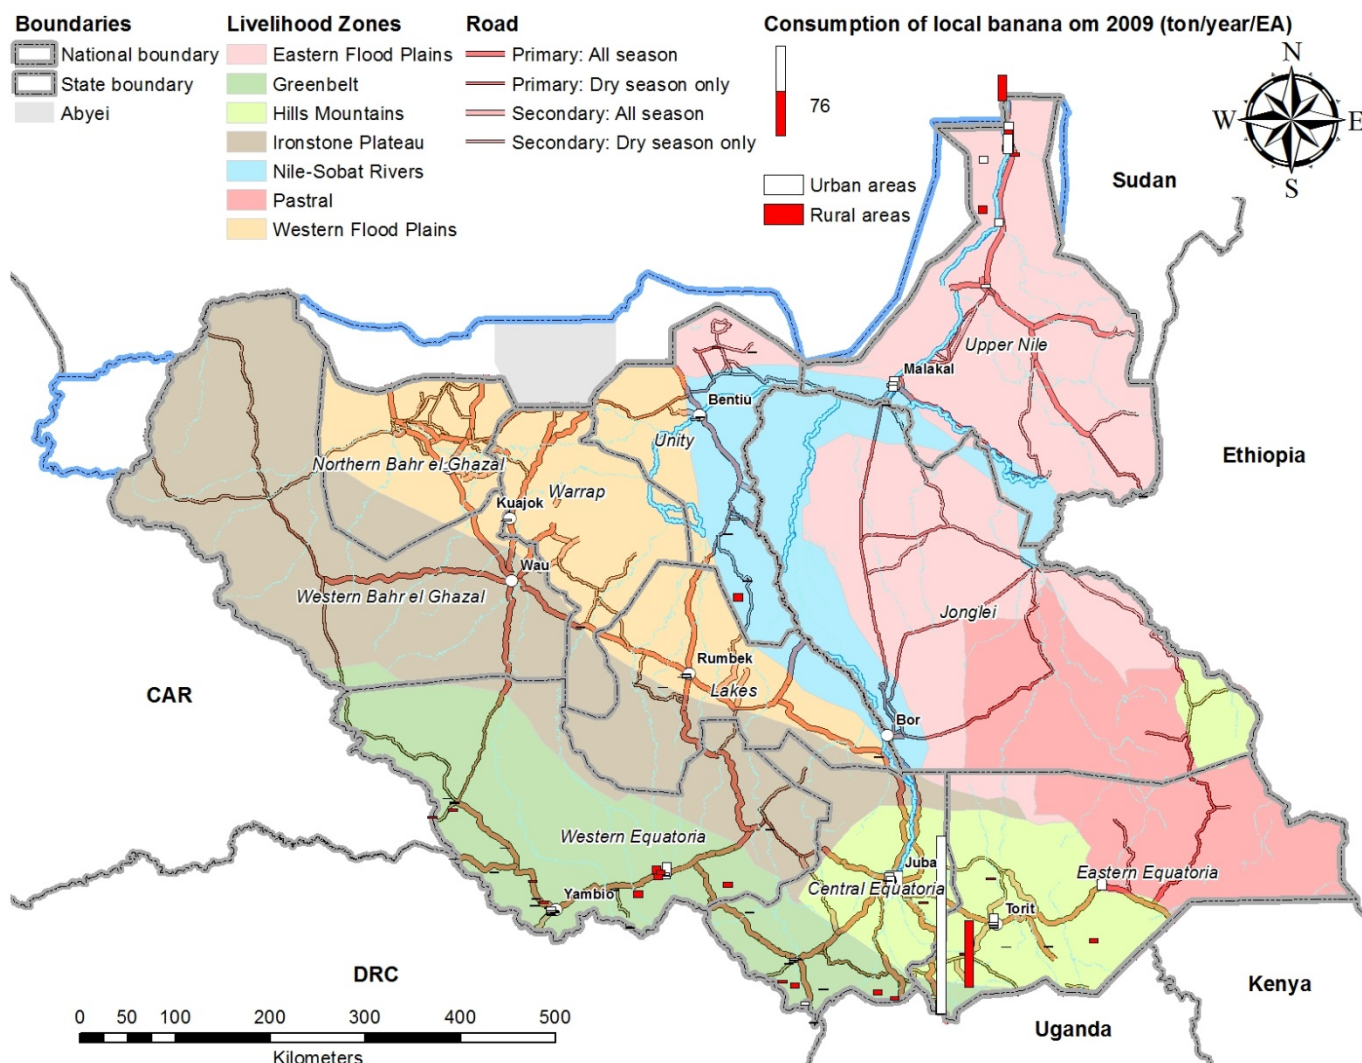 Boundaries
National boundary
State boundary
Abyei
Livelihood Zones
Eastern Flood Plains
Greenbelt
Hills Mountains
Ironstone Plateau
Nile-Sobat Rivers
Pastral
Western Flood Plains
Road
Primary: All season
Primary: Dry season only
Secondary: All season
Secondary: Dry season only
Consumption of local banana om 2009 (ton/year/EA)
76
Urban areas
Rural areas
N
W E
S
Sudan
Upper Nile
Malakal
Bentiu
Unity
Ethiopia
Northern Bahr el Ghazal
Warrap
Kuajok
Wau
Western Bahr el Ghazal
Jonglei
Rumbek
Lakes
CAR
Bor
Western Equatoria
Juba
Central Equatoria
Eastern Equatoria
Yambio
Torit
DRC
Kenya
Uganda
0 50 100 200 300 400 500
Kilometers